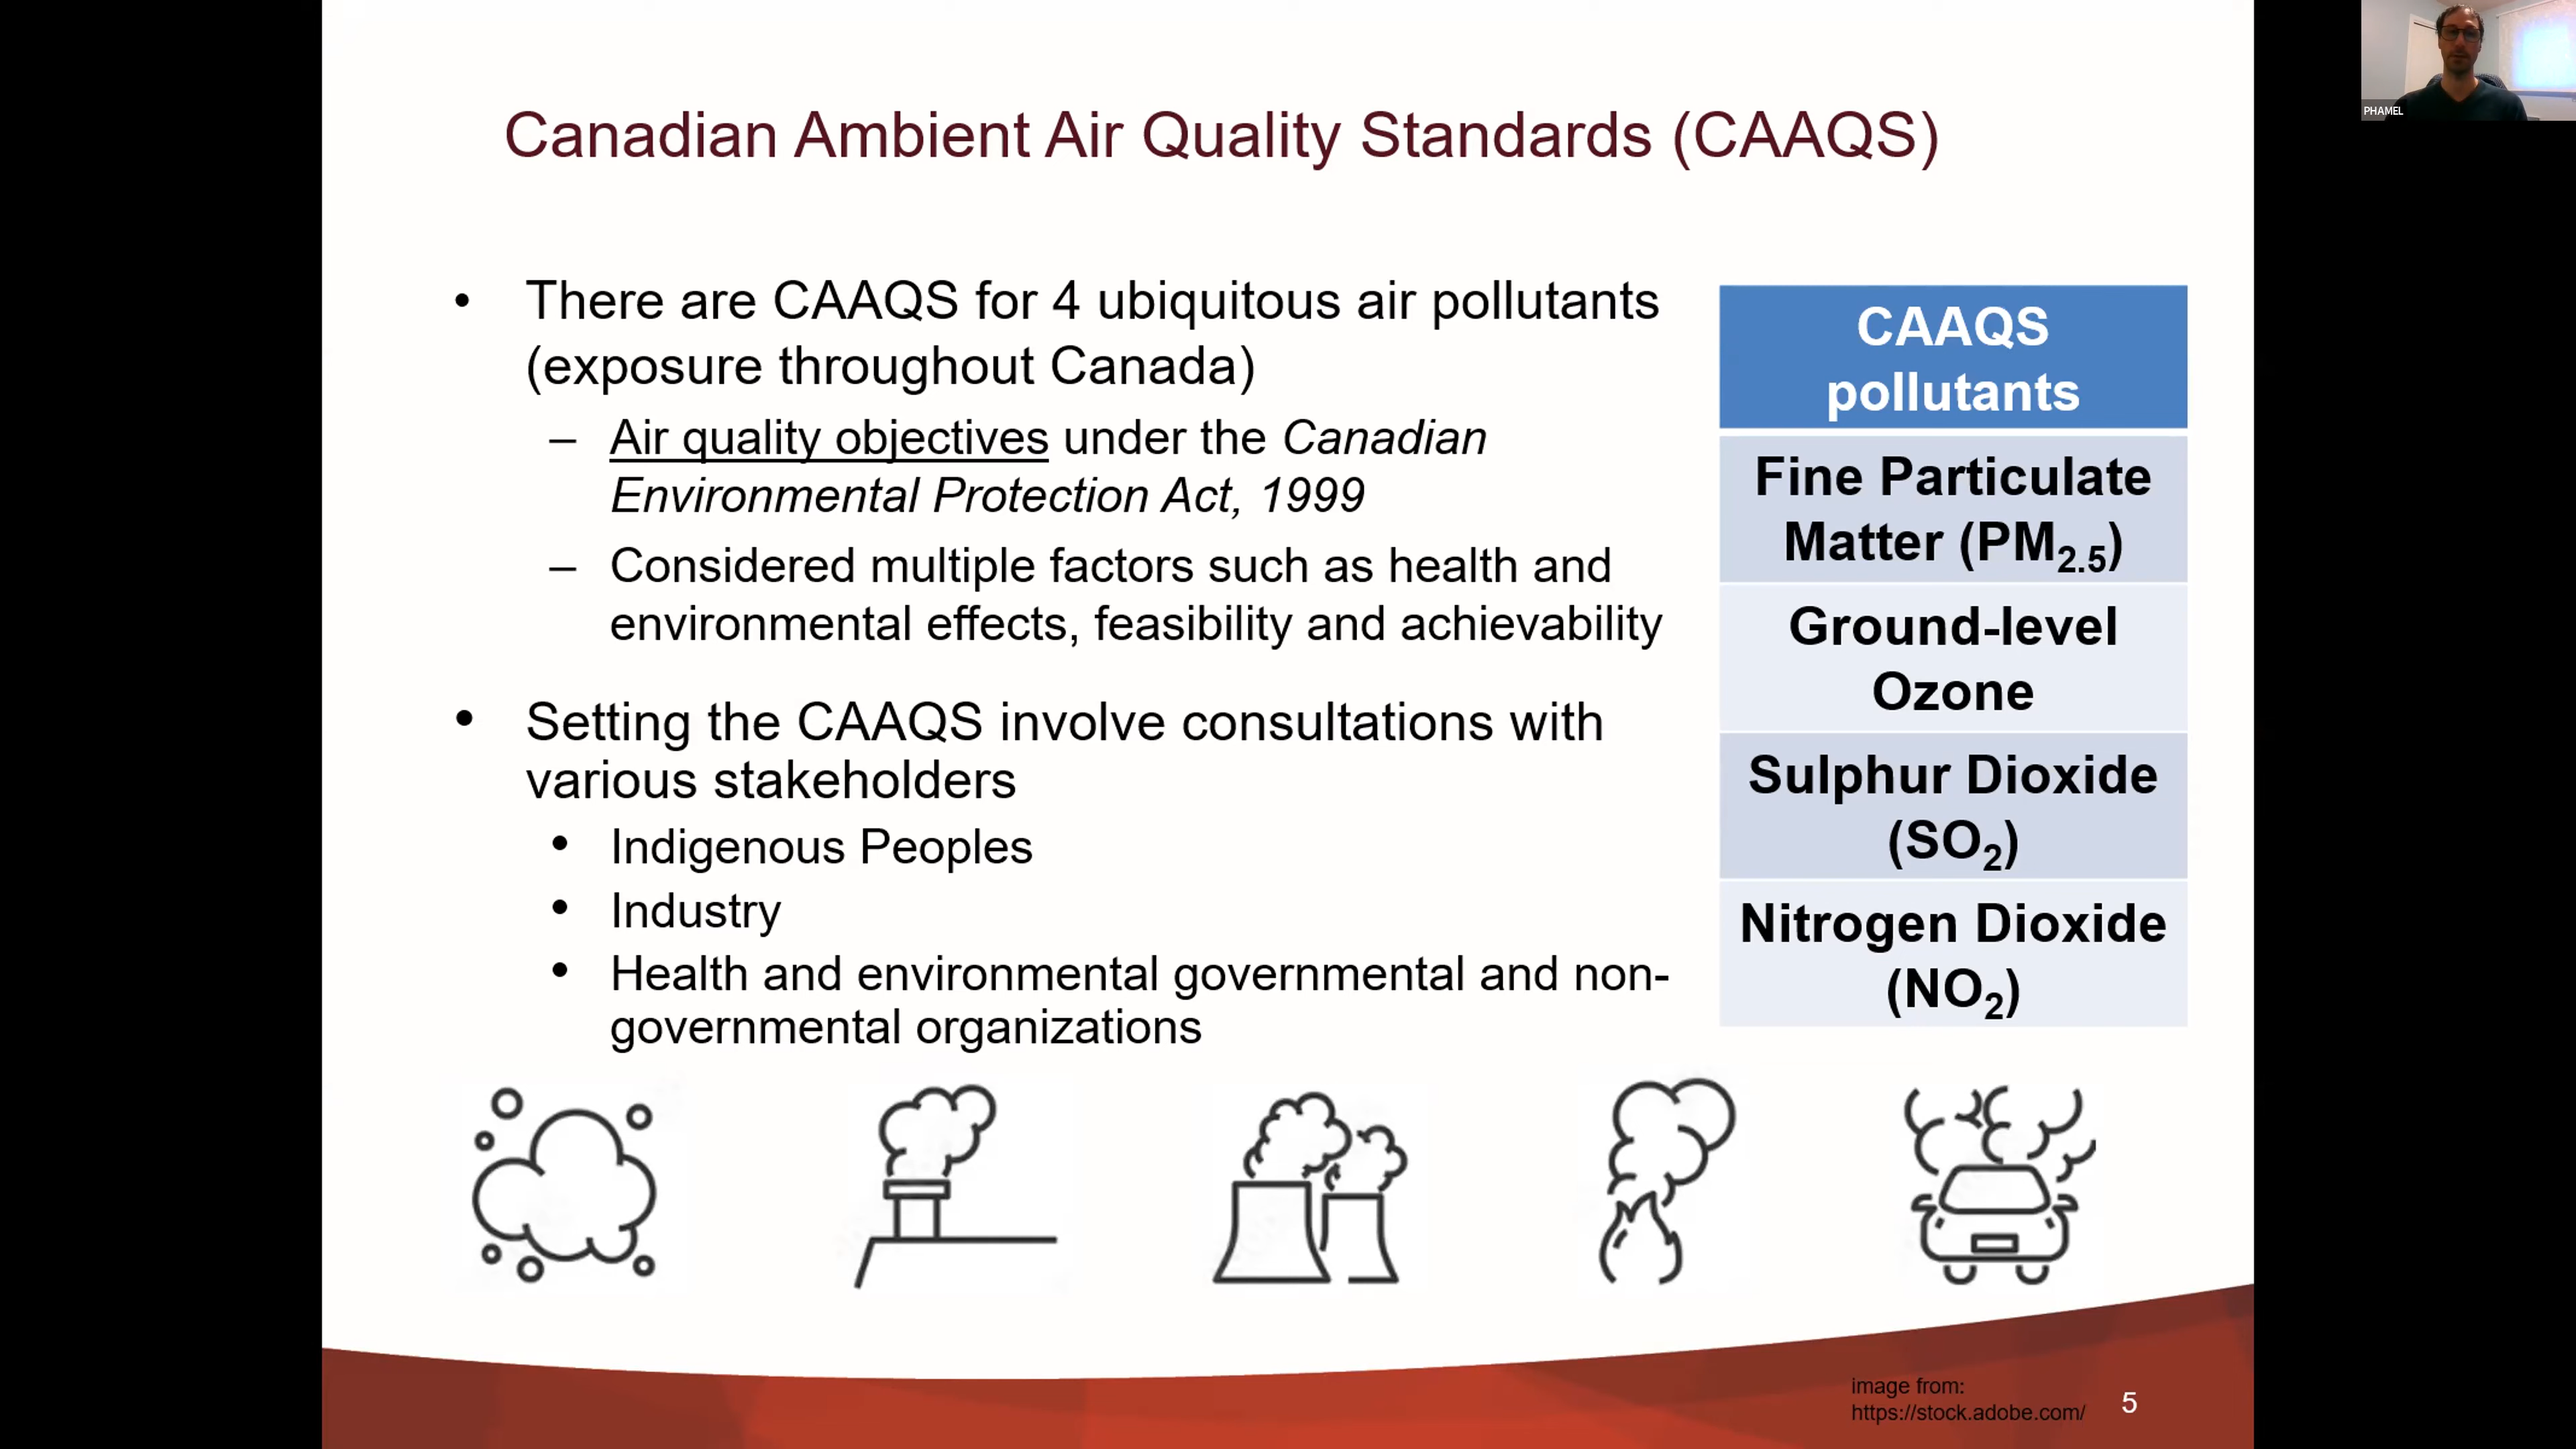 Canadian Ambient Air Quality Standards (CAAQS)
• There are CAAQS for 4 ubiquitous air pollutants
(exposure throughout Canada)
– Air quality objectives under the Canadian
Environmental Protection Act, 1999
– Considered multiple factors such as health and
environmental effects, feasibility and achievability
• Setting the CAAQS involve consultations with
various stakeholders
• Indigenous Peoples
• Industry
• Health and environmental governmental and non-
governmental organizations
CAAQS
pollutants
Fine Particulate
Matter (PM2.5)
Ground-level
Ozone
Sulphur Dioxide
(SO2)
Nitrogen Dioxide
(NO2)
image from:
https://stock.adobe.com/
5
PHAMEL